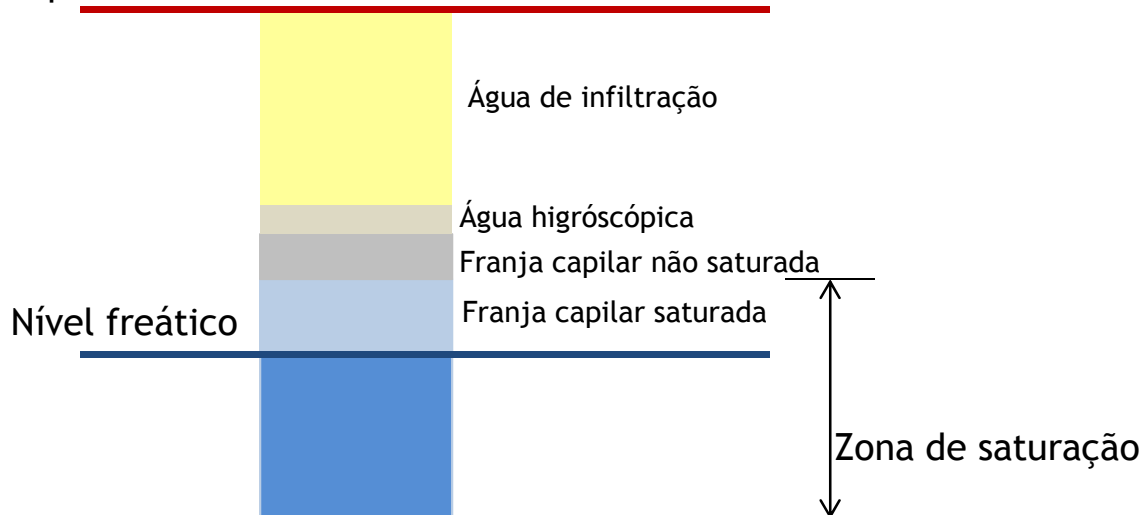 Água de infiltração
Água higróscópica
Franja capilar não saturada
Franja capilar saturada
Nível freático
Zona de saturação